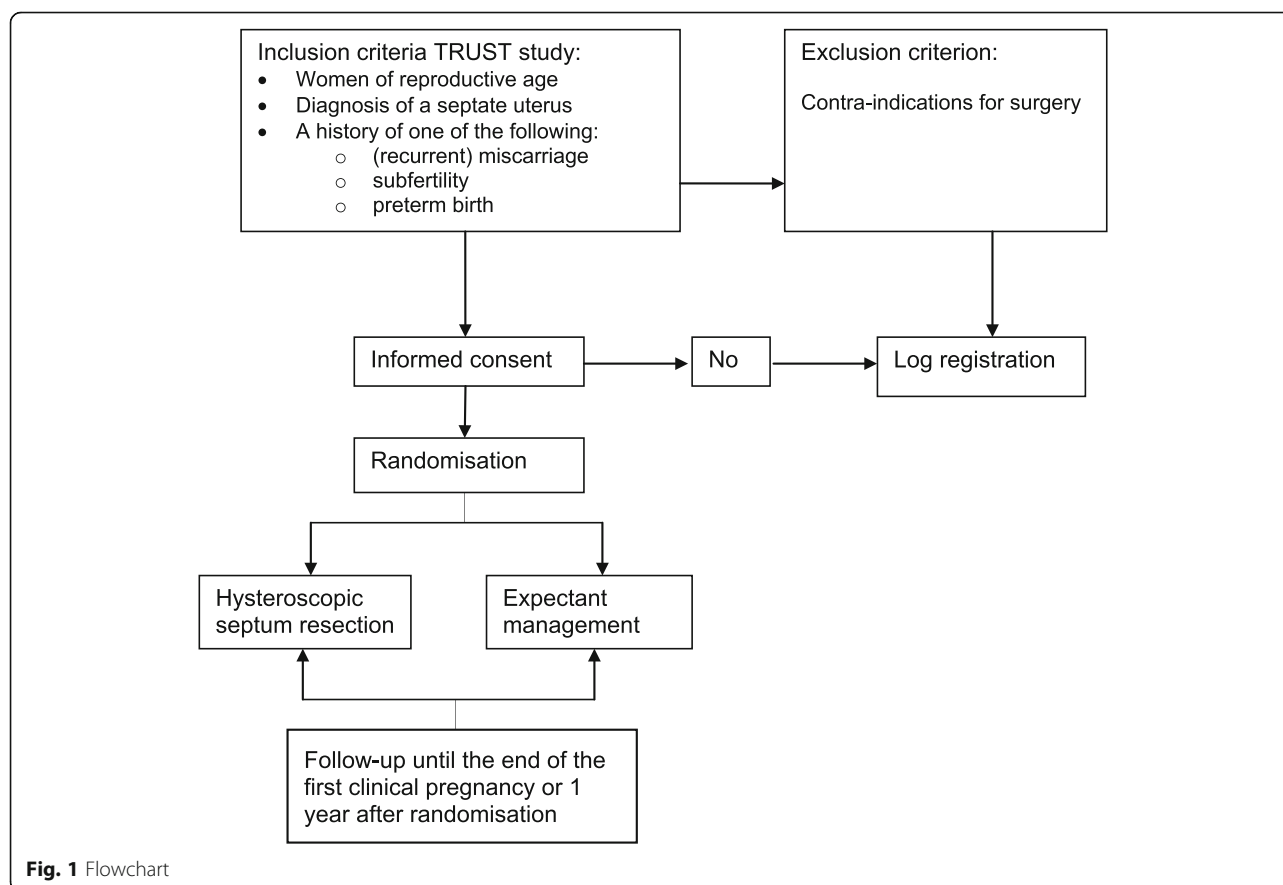 Inclusion criteria TRUST study:
• Women of reproductive age
• Diagnosis of a septate uterus
• A history of one of the following:
o (recurrent) miscarriage
o subfertility
o preterm birth
Exclusion criterion:
Contra-indications for surgery
Informed consent
No
Log registration
Randomisation
Hysteroscopic
septum resection
Expectant
management
Follow-up until the end of the
first clinical pregnancy or 1
year after randomisation
Fig. 1 Flowchart